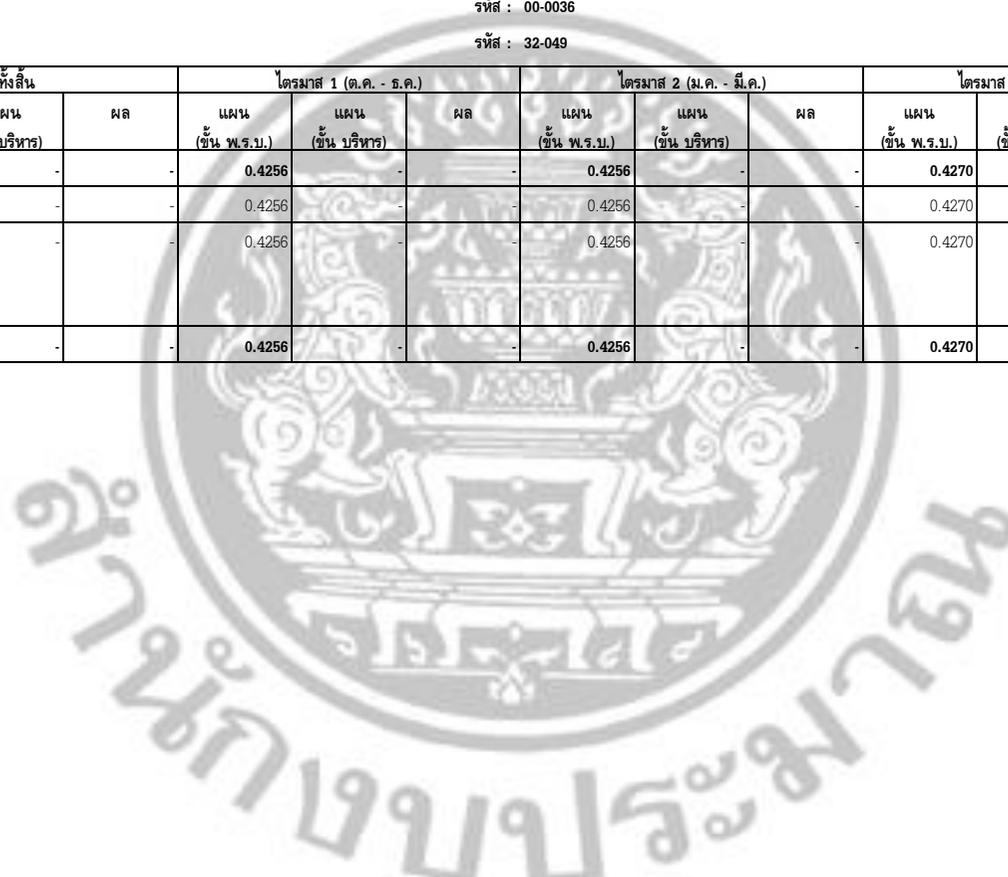 รหัส : 00-0036
รหัส : 32-049
ทั้งสิ้น ไตรมาส 1 (ต.ค. - ธ.ค.) ไตรมาส 2 (ม.ค. - มี.ค.) ไตรมาส
ผน ผล แผน แผน ผล แผน แผน ผล แผน
บริหาร) (ขั้น พ.ร.บ.) (ขั้น บริหาร) (ขั้น พ.ร.บ.) (ขั้น บริหาร) (ขั้น พ.ร.บ.)
- - 0.4256 - - 0.4256 - - 0.4270
- - 0.4256 - - 0.4256 - - 0.4270
- - 0.4256 - - 0.4256 - - 0.4270
- - 0.4256 - - 0.4256 - - 0.4270
สำนักงบประมาณ